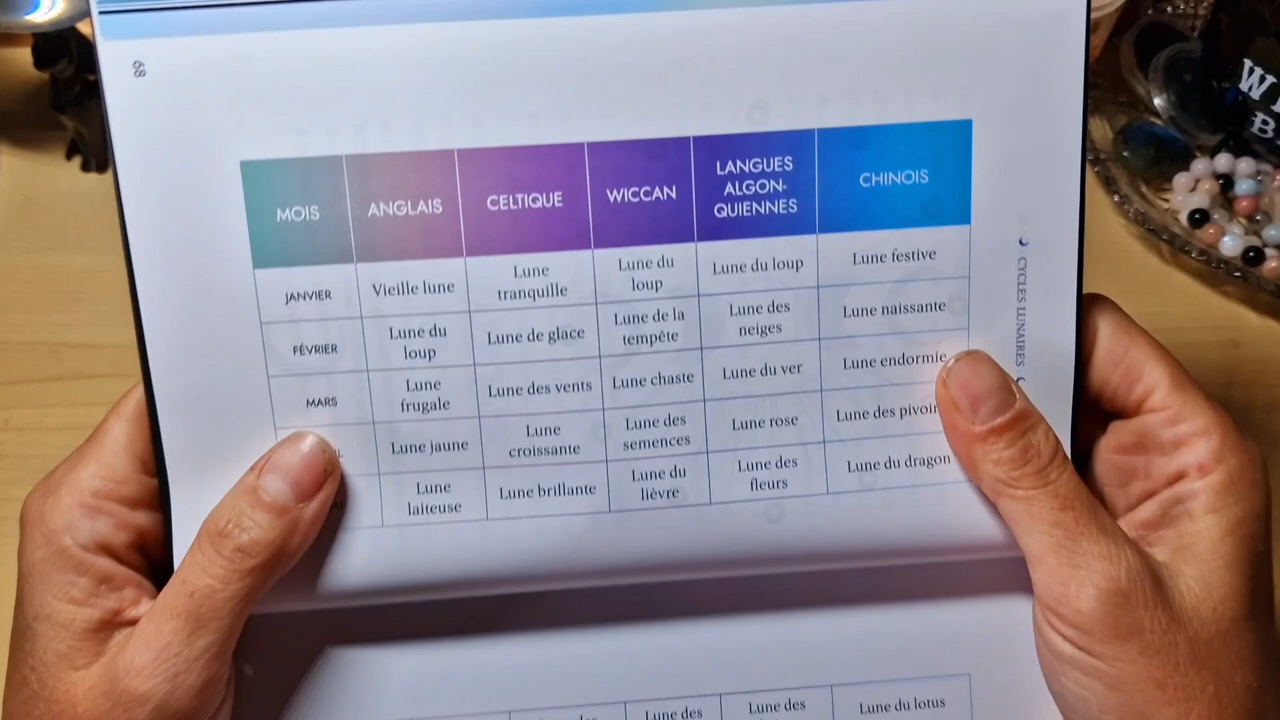 68
MOIS
ANGLAIS
CELTIQUE
WICCAN
LANGUES
ALGON-
QUIENNES
CHINOIS
JANVIER
Vieille lune
Lune
tranquille
Lune du
loup
Lune du loup
Lune festive
FÉVRIER
Lune du
loup
Lune de glace
Lune de la
tempête
Lune des
neiges
Lune naissante
MARS
Lune
frugale
Lune des vents
Lune chaste
Lune du ver
Lune endormie
Lune jaune
Lune
croissante
Lune des
semences
Lune rose
Lune des
Lune
laiteuse
Lune brillante
Lune du
lièvre
Lune des
fleurs
Lune du dragon
CYCLES LUNAIRES
Lune des
Lune des
Lune du lotus